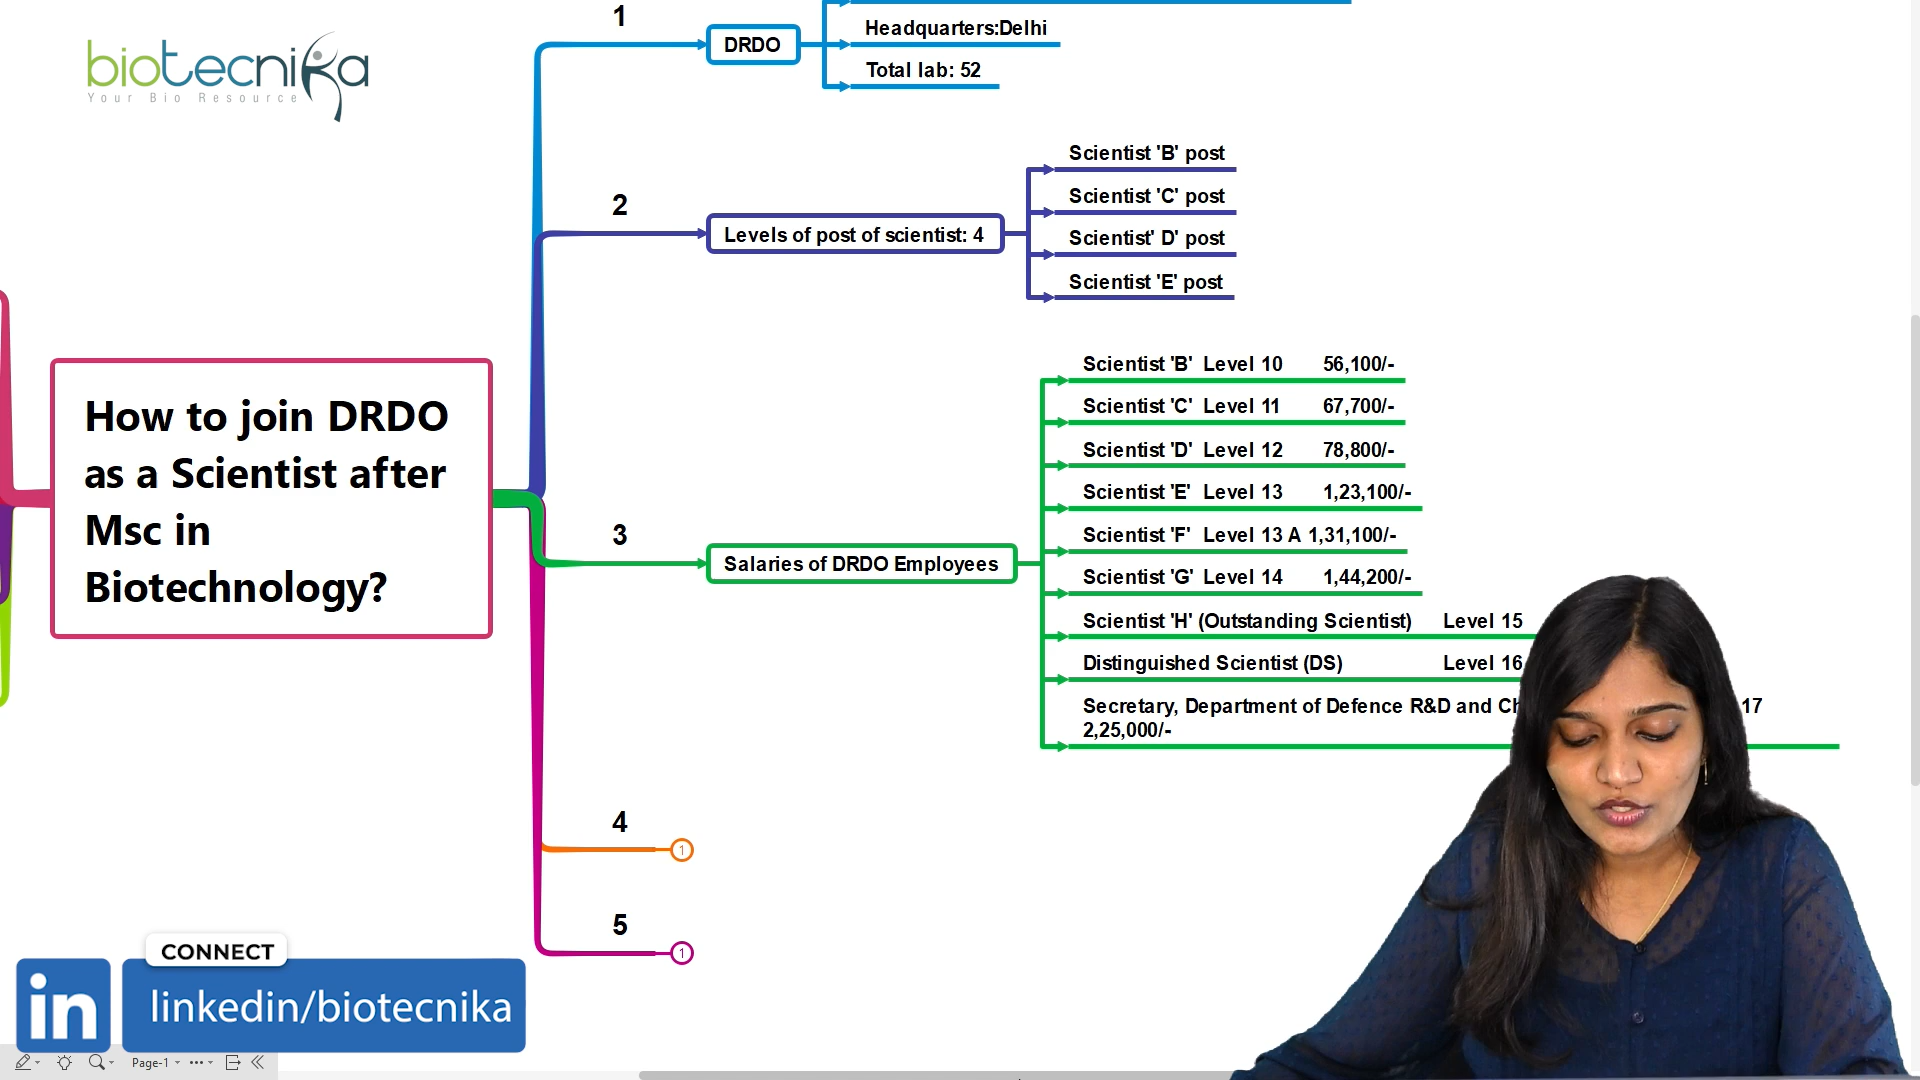 biotecnika
Your Bio Resource
1
DRDO
Headquarters:Delhi
Total lab: 52
2
Levels of post of scientist: 4
Scientist 'B' post
Scientist 'C' post
Scientist' D' post
Scientist 'E' post
How to join DRDO
as a Scientist after
Msc in
Biotechnology?
3
Salaries of DRDO Employees
Scientist 'B' Level 10 56,100/-
Scientist 'C' Level 11 67,700/-
Scientist 'D' Level 12 78,800/-
Scientist 'E' Level 13 1,23,100/-
Scientist 'F' Level 13 A 1,31,100/-
Scientist 'G' Level 14 1,44,200/-
Scientist 'H' (Outstanding Scientist) Level 15
Distinguished Scientist (DS) Level 16
Secretary, Department of Defence R&D and 17
2,25,000/-
4
1
5
1
CONNECT
in
linkedin/biotecnika
Page-1